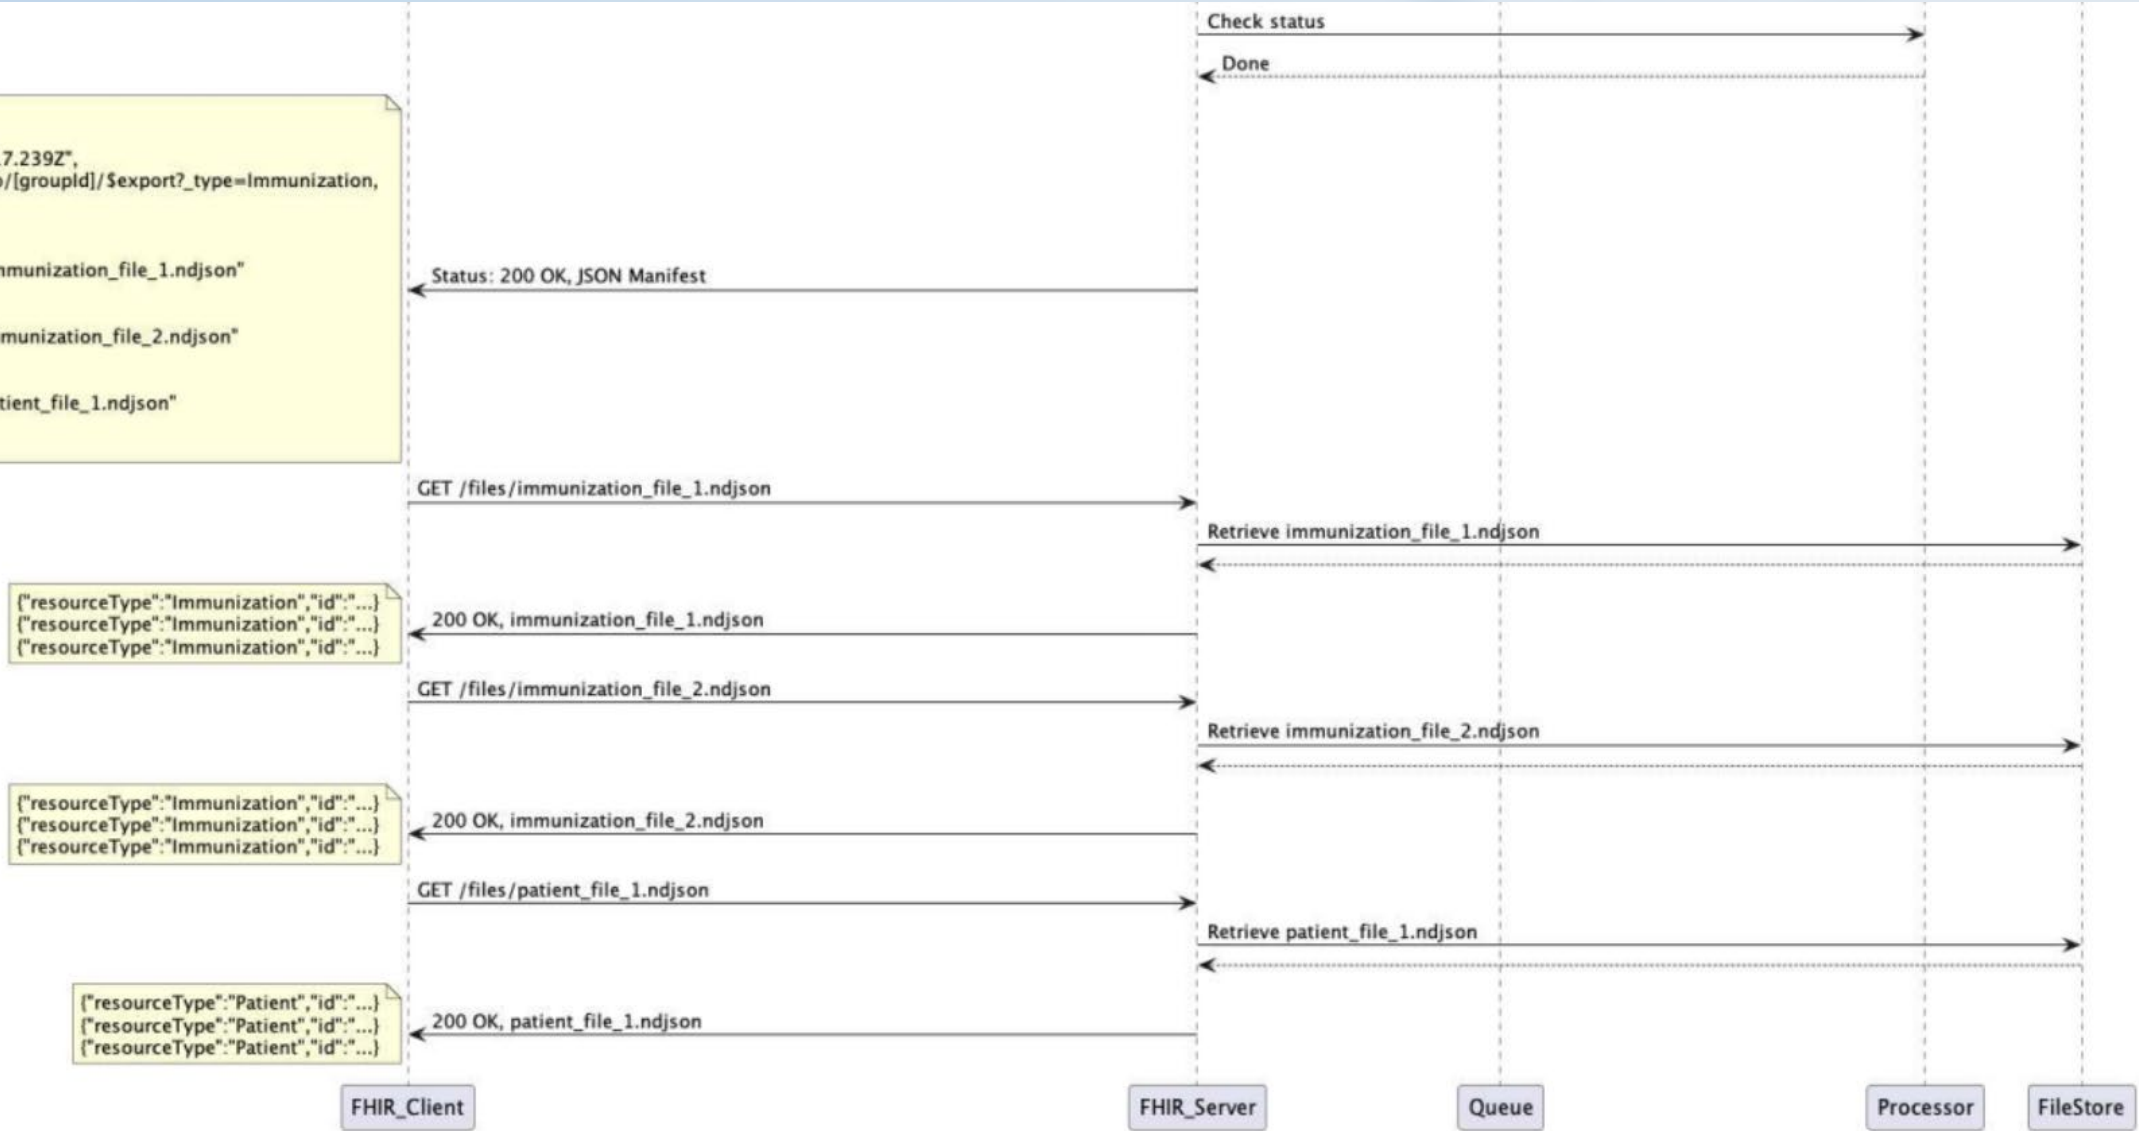 Check status
Done
7.239Z",
/[groupId]/$export?_type=Immunization,
mmunization_file_1.ndjson"
Status: 200 OK, JSON Manifest
munization_file_2.ndjson"
tient_file_1.ndjson"
GET /files/immunization_file_1.ndjson
Retrieve immunization_file_1.ndjson
{"resourceType":"Immunization","id":"...}
{"resourceType":"Immunization","id":"...}
{"resourceType":"Immunization","id":"...}
200 OK, immunization_file_1.ndjson
GET /files/immunization_file_2.ndjson
Retrieve immunization_file_2.ndjson
{"resourceType":"Immunization","id":"...}
{"resourceType":"Immunization","id":"...}
{"resourceType":"Immunization","id":"...}
200 OK, immunization_file_2.ndjson
GET /files/patient_file_1.ndjson
Retrieve patient_file_1.ndjson
{"resourceType":"Patient","id":"...}
{"resourceType":"Patient","id":"...}
{"resourceType":"Patient","id":"...}
200 OK, patient_file_1.ndjson
FHIR_Client
FHIR_Server
Queue
Processor
FileStore